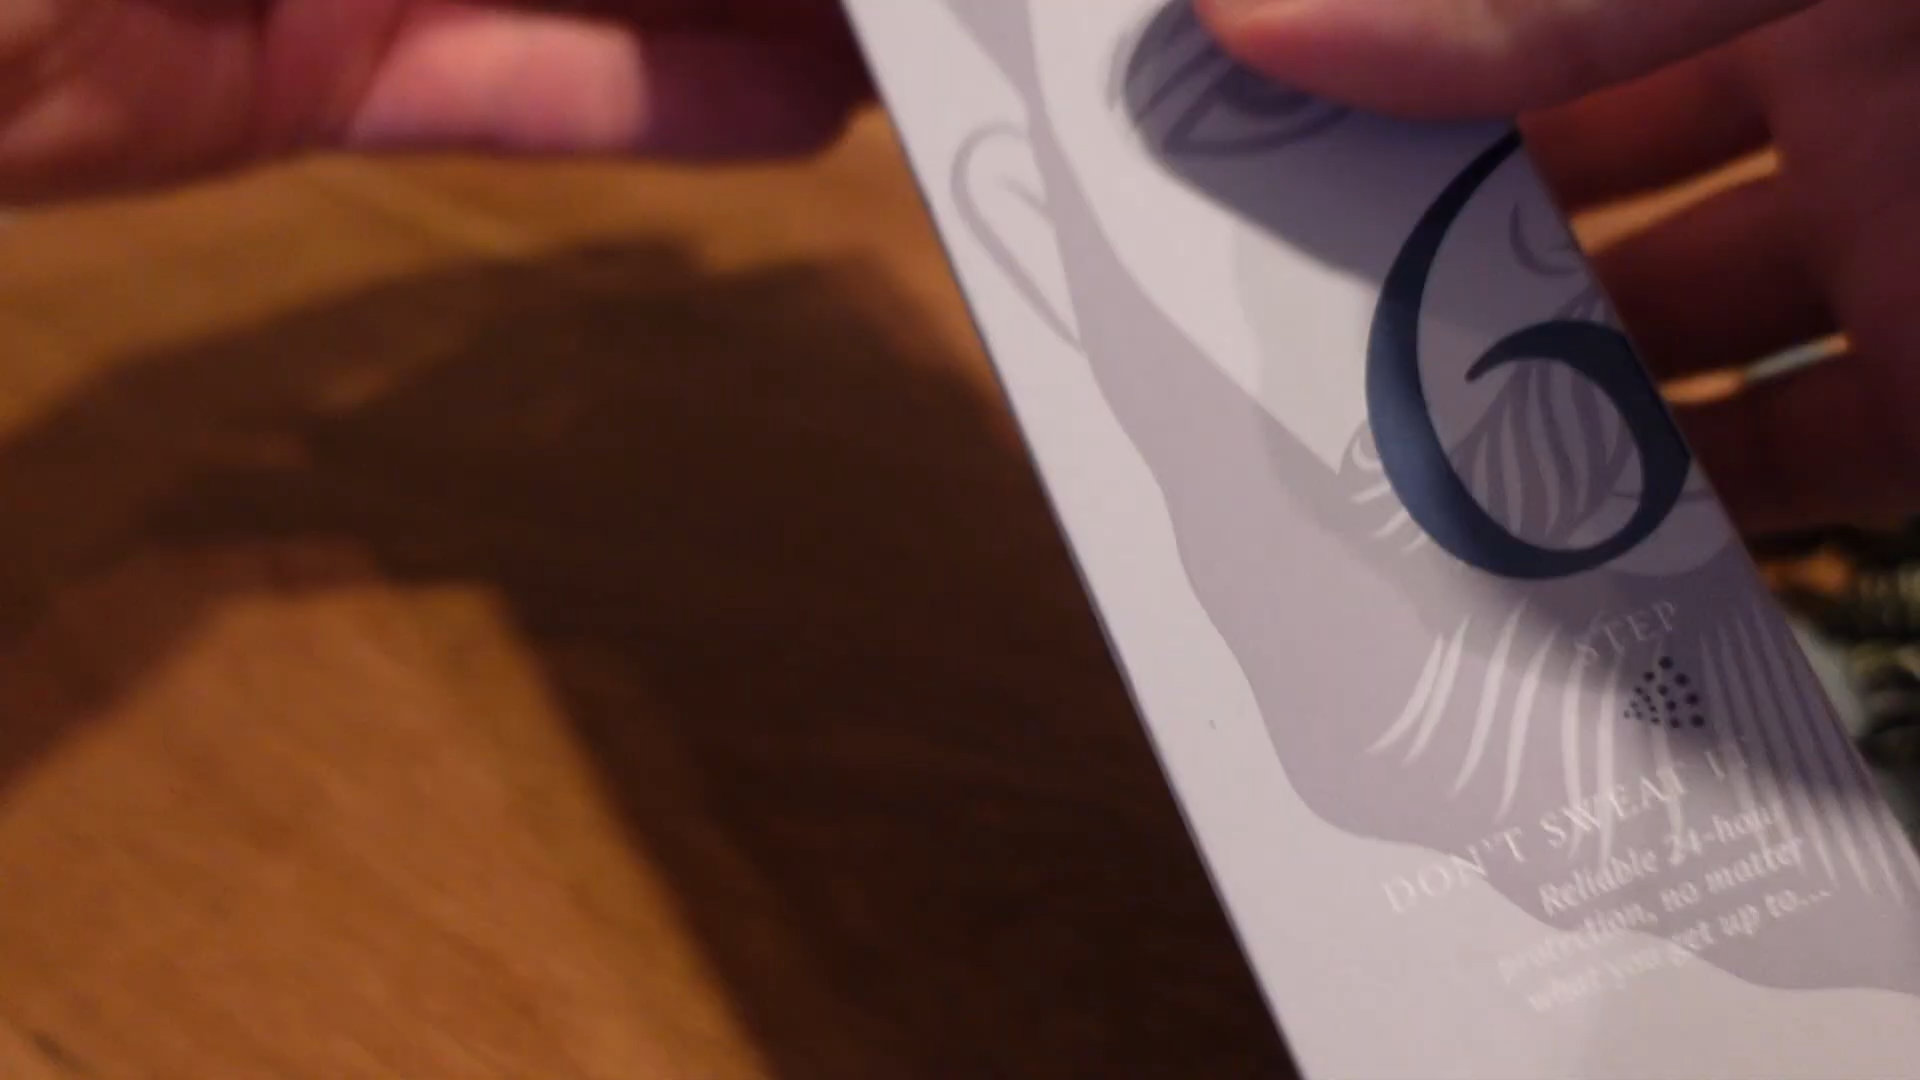 6
STEP
DON'T SWEAT IT
Reliable 24-hour
protection, no matter
what you get up to...